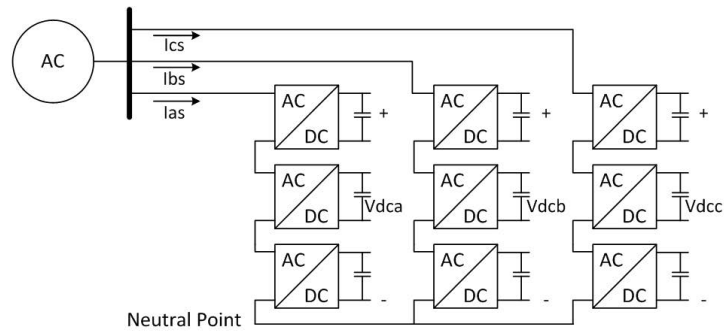 Ics
AC
Ibs
Ias
AC
DC
+
AC
DC
+
AC
DC
+
AC
DC
Vdca
AC
DC
Vdcb
AC
DC
Vdcc
AC
DC
-
AC
DC
-
AC
DC
-
Neutral Point